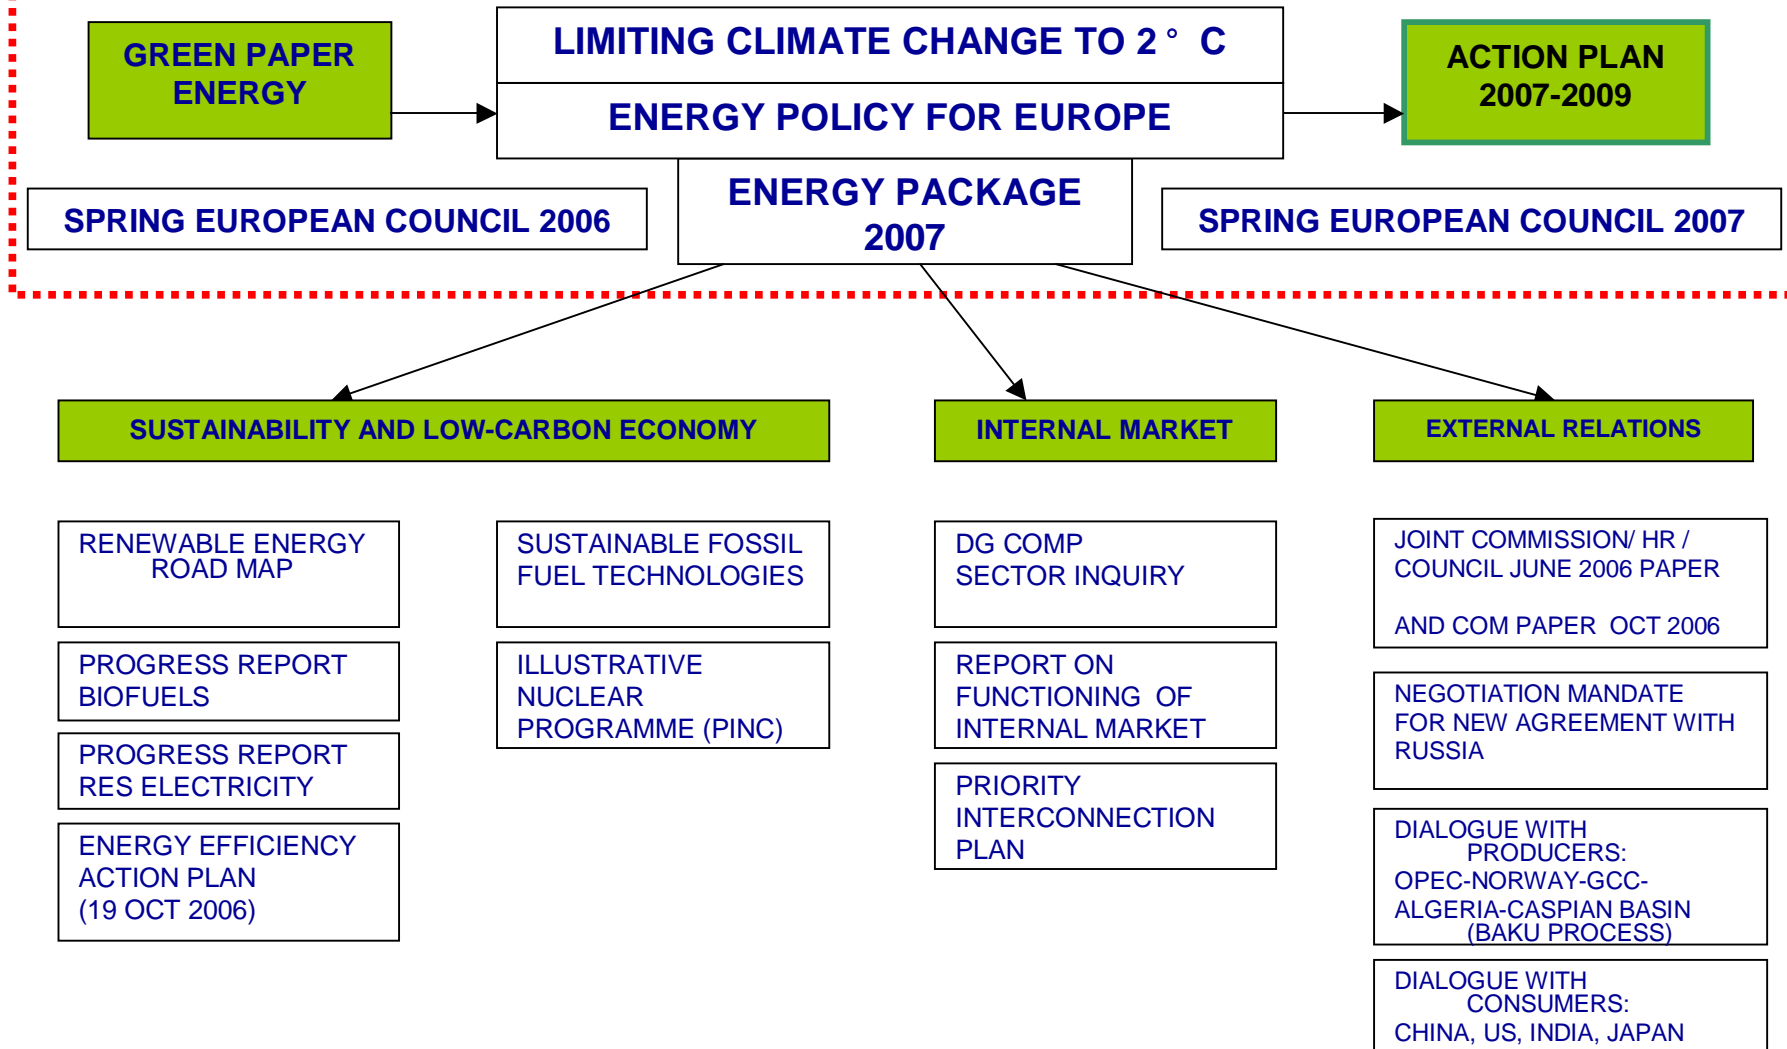 GREEN PAPER
ENERGY
LIMITING CLIMATE CHANGE TO 2 ° C
ENERGY POLICY FOR EUROPE
ACTION PLAN
2007-2009
SPRING EUROPEAN COUNCIL 2006
ENERGY PACKAGE
2007
SPRING EUROPEAN COUNCIL 2007
SUSTAINABILITY AND LOW-CARBON ECONOMY
RENEWABLE ENERGY
ROAD MAP
PROGRESS REPORT
BIOFUELS
PROGRESS REPORT
RES ELECTRICITY
ENERGY EFFICIENCY
ACTION PLAN
(19 OCT 2006)
SUSTAINABLE FOSSIL
FUEL TECHNOLOGIES
ILLUSTRATIVE
NUCLEAR
PROGRAMME (PINC)
INTERNAL MARKET
DG COMP
SECTOR INQUIRY
REPORT ON
FUNCTIONING OF
INTERNAL MARKET
PRIORITY
INTERCONNECTION
PLAN
EXTERNAL RELATIONS
JOINT COMMISSION/ HR /
COUNCIL JUNE 2006 PAPER
AND COM PAPER OCT 2006
NEGOTIATION MANDATE
FOR NEW AGREEMENT WITH
RUSSIA
DIALOGUE WITH
PRODUCERS:
OPEC-NORWAY-GCC-
ALGERIA-CASPIAN BASIN
(BAKU PROCESS)
DIALOGUE WITH
CONSUMERS:
CHINA, US, INDIA, JAPAN